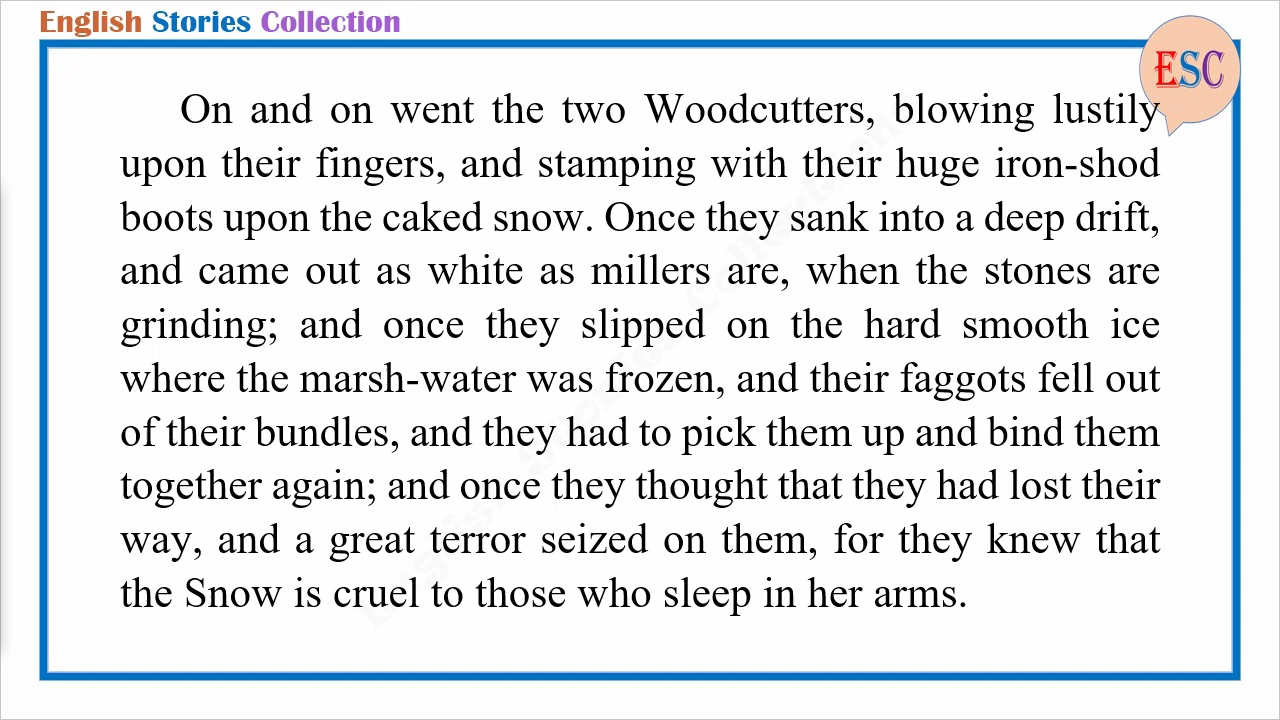 English Stories Collection
ESC
On and on went the two Woodcutters, blowing lustily
upon their fingers, and stamping with their huge iron-shod
boots upon the caked snow. Once they sank into a deep drift,
and came out as white as millers are, when the stones are
grinding; and once they slipped on the hard smooth ice
where the marsh-water was frozen, and their faggots fell out
of their bundles, and they had to pick them up and bind them
together again; and once they thought that they had lost their
way, and a great terror seized on them, for they knew that
the Snow is cruel to those who sleep in her arms.
English Stories Collection